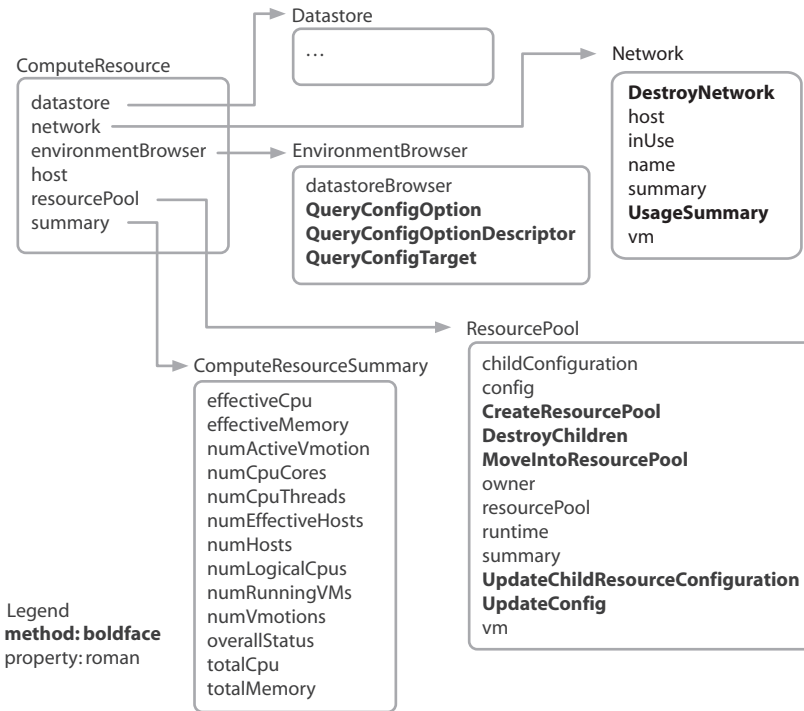 Datastore
...
ComputeResource
datastore
network
environmentBrowser
host
resourcePool
summary
Network
DestroyNetwork
host
inUse
name
summary
UsageSummary
vm
EnvironmentBrowser
datastoreBrowser
QueryConfigOption
QueryConfigOptionDescriptor
QueryConfigTarget
ResourcePool
childConfiguration
config
CreateResourcePool
DestroyChildren
MoveIntoResourcePool
owner
resourcePool
runtime
summary
UpdateChildResourceConfiguration
UpdateConfig
vm
ComputeResourceSummary
effectiveCpu
effectiveMemory
numActiveVmotion
numCpuCores
numCpuThreads
numEffectiveHosts
numHosts
numLogicalCpus
numRunningVMs
numVmotions
overallStatus
totalCpu
totalMemory
Legend
method: boldface
property: roman